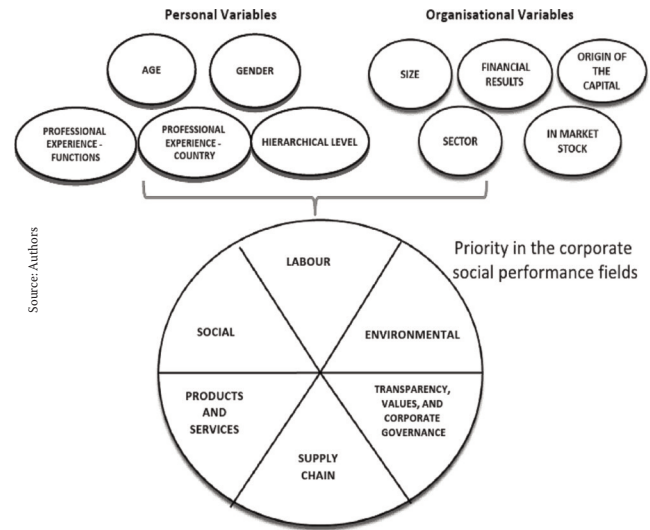 Personal Variables
Organisational Variables
AGE
GENDER
PROFESSIONAL
EXPERIENCE -
FUNCTIONS
PROFESSIONAL
EXPERIENCE -
COUNTRY
HIERARCHICAL LEVEL
SIZE
FINANCIAL
RESULTS
ORIGIN OF
THE
CAPITAL
SECTOR
IN MARKET
STOCK
Source: Authors
Priority in the corporate
social performance fields
LABOUR
SOCIAL
ENVIRONMENTAL
PRODUCTS
AND
SERVICES
TRANSPARENCY,
VALUES, AND
CORPORATE
GOVERNANCE
SUPPLY
CHAIN